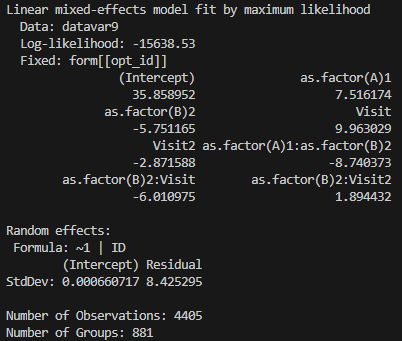 Linear mixed-effects model fit by maximum likelihood
Data: datavar9
Log-likelihood: -15638.53
Fixed: form[[opt_id]]
(Intercept) as.factor(A)1
35.858952 7.516174
as.factor(B)2 Visit
-5.751165 9.963029
Visit2 as.factor(A)1:as.factor(B)2
-2.871588 -8.740373
as.factor(B)2:Visit as.factor(B)2:Visit2
-6.010975 1.894432
Random effects:
Formula: ~1 | ID
(Intercept) Residual
StdDev: 0.000660717 8.425295
Number of Observations: 4405
Number of Groups: 881